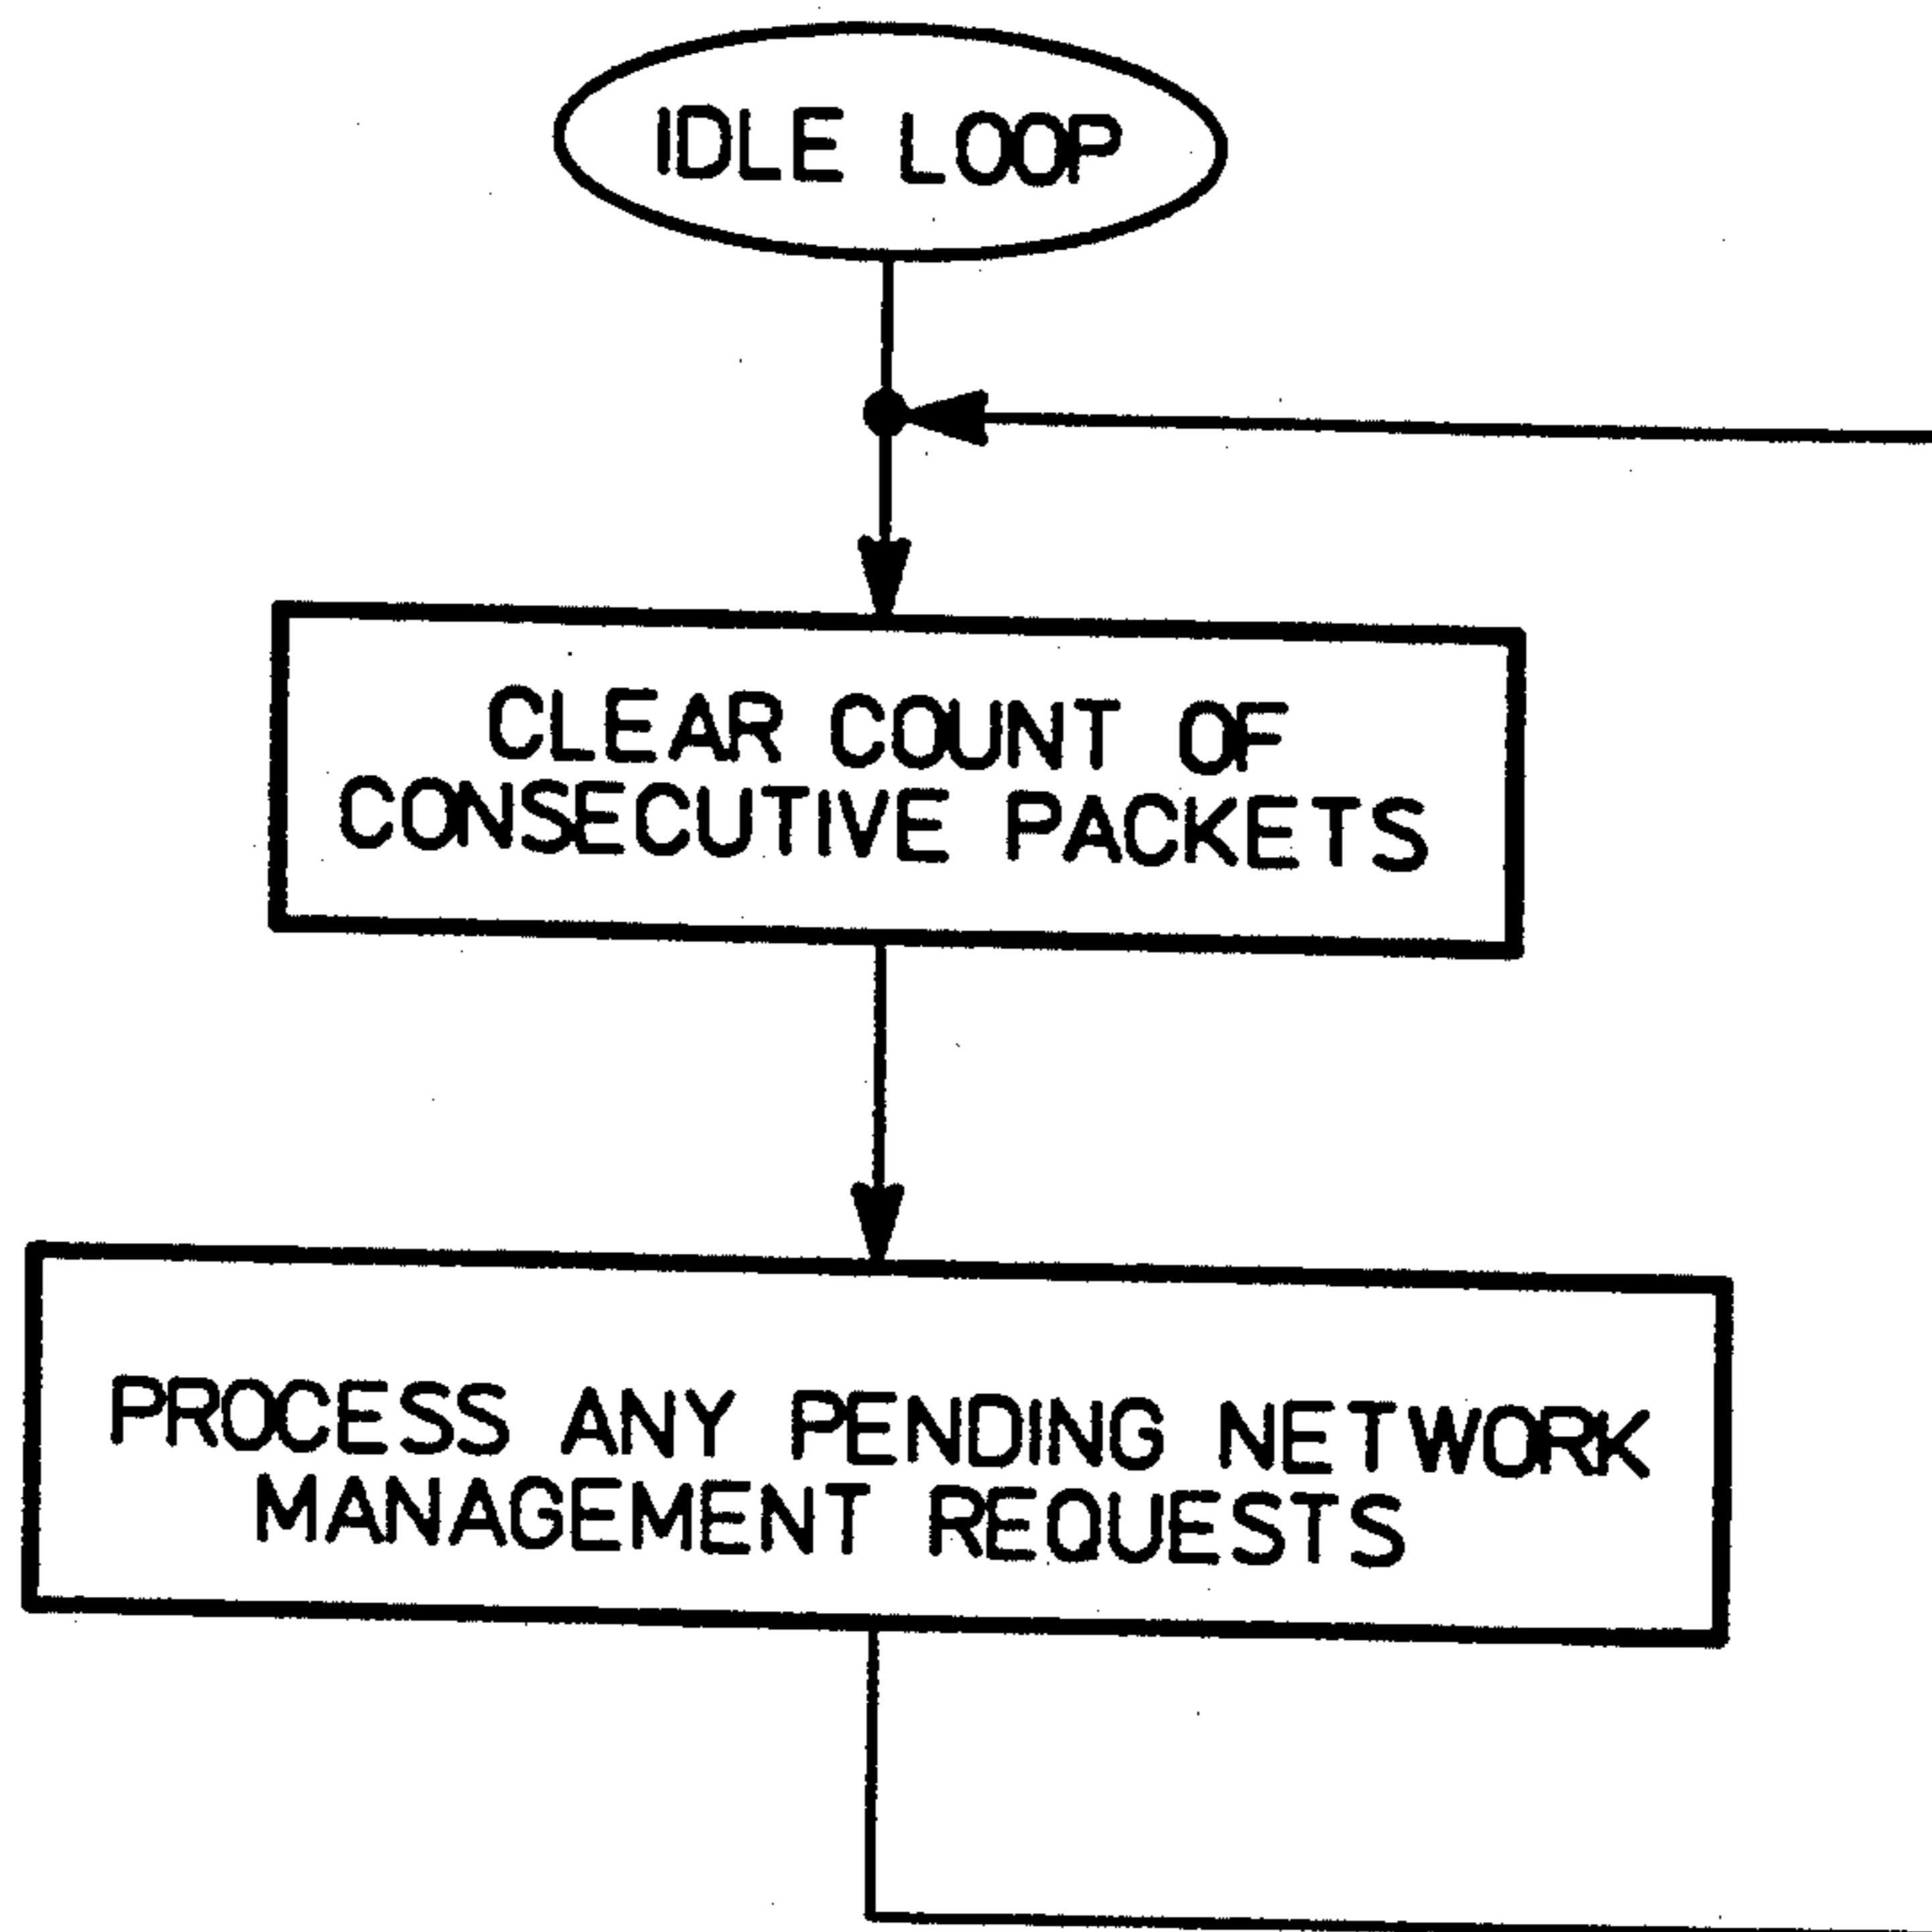 IDLE LOOP
CLEAR COUNT OF
CONSECUTIVE PACKETS
PROCESS ANY PENDING NETWORK
MANAGEMENT REQUESTS